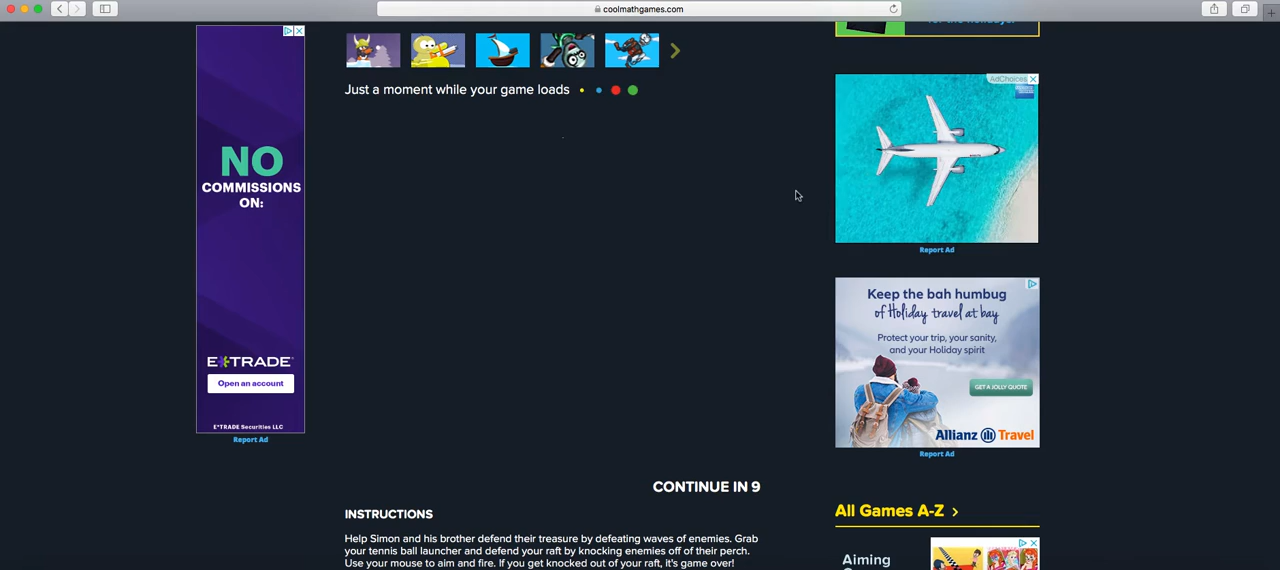 coolmathgames.com
AdChoices
Just a moment while your game loads
NO
COMMISSIONS
ON:
E*TRADE
Open an account
E*TRADE Securities LLC
Report Ad
Report Ad
Keep the bah humbug
of Holiday travel at bay
Protect your trip, your sanity,
and your Holiday spirit
GET A JOLLY QUOTE
Allianz Travel
Report Ad
CONTINUE IN 9
INSTRUCTIONS
Help Simon and his brother defend their treasure by defeating waves of enemies. Grab
your tennis ball launcher and defend your raft by knocking enemies off of their perch.
Use your mouse to aim and fire. If you get knocked out of your raft, it's game over!
All Games A-Z >
Aiming